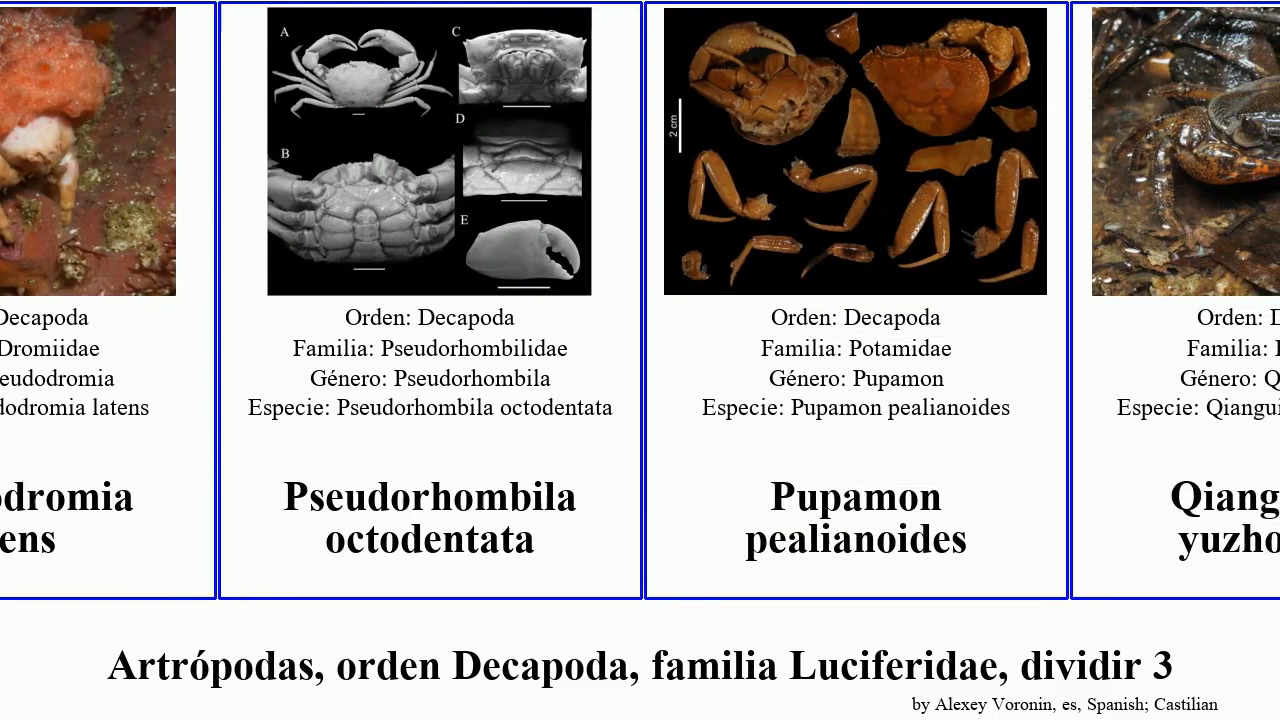 A
B
C
D
E
2 cm
Decapoda
Dromiidae
eudodromia
dodromia latens
odromia
ens
Orden: Decapoda
Familia: Pseudorhombilidae
Género: Pseudorhombila
Especie: Pseudorhombila octodentata
Pseudorhombila
octodentata
Orden: Decapoda
Familia: Potamidae
Género: Pupamon
Especie: Pupamon pealianoides
Pupamon
pealianoides
Orden: D
Familia:
Género: Q
Especie: Qiangui
Qiang
yuzho
Artrópodas, orden Decapoda, familia Luciferidae, dividir 3
by Alexey Voronin, es, Spanish; Castilian